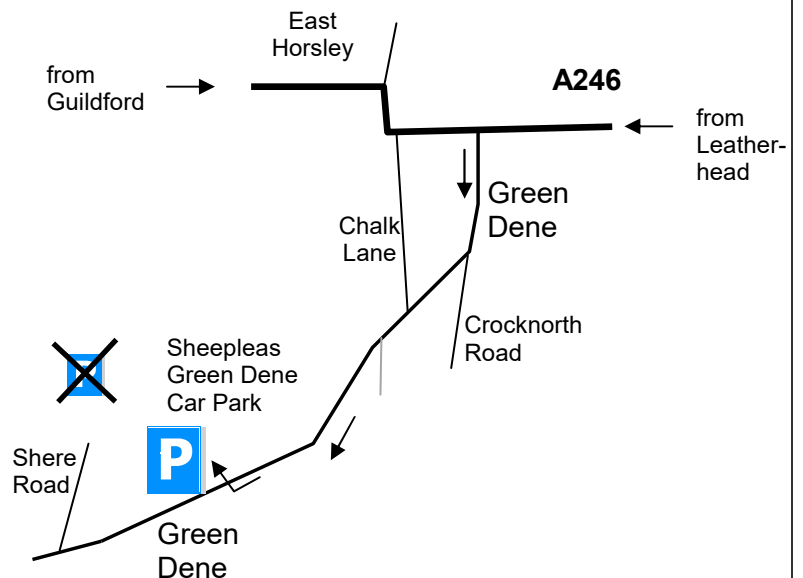 East
Horsley
from
Guildford
A246
from
Leather-
head
Green
Dene
Chalk
Lane
Crocknorth
Road
Sheepleas
Green Dene
Car Park
P
P
Shere
Road
Green
Dene